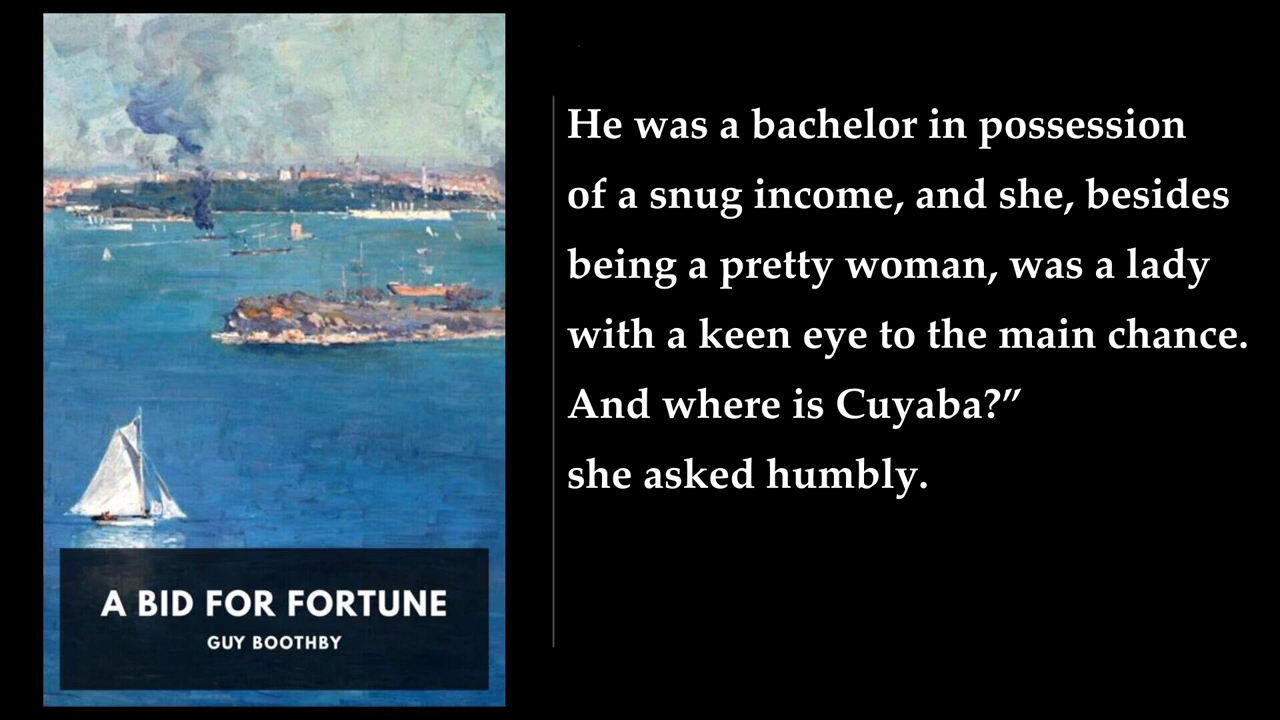 He was a bachelor in possession
of a snug income, and she, besides
being a pretty woman, was a lady
with a keen eye to the main chance.
And where is Cuyaba?”
she asked humbly.
A BID FOR FORTUNE
GUY BOOTHBY